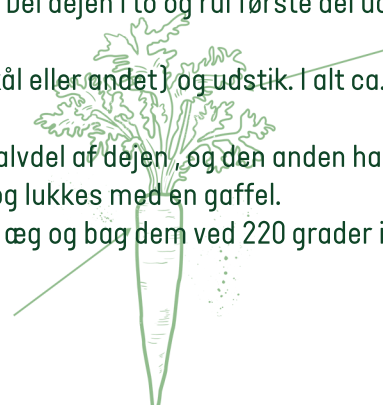 Del dejen i to og rul første del ud
kål eller andet) og udstik. I alt ca.
alvdel af dejen , og den anden ha
og lukkes med en gaffel.
æg og bag dem ved 220 grader i